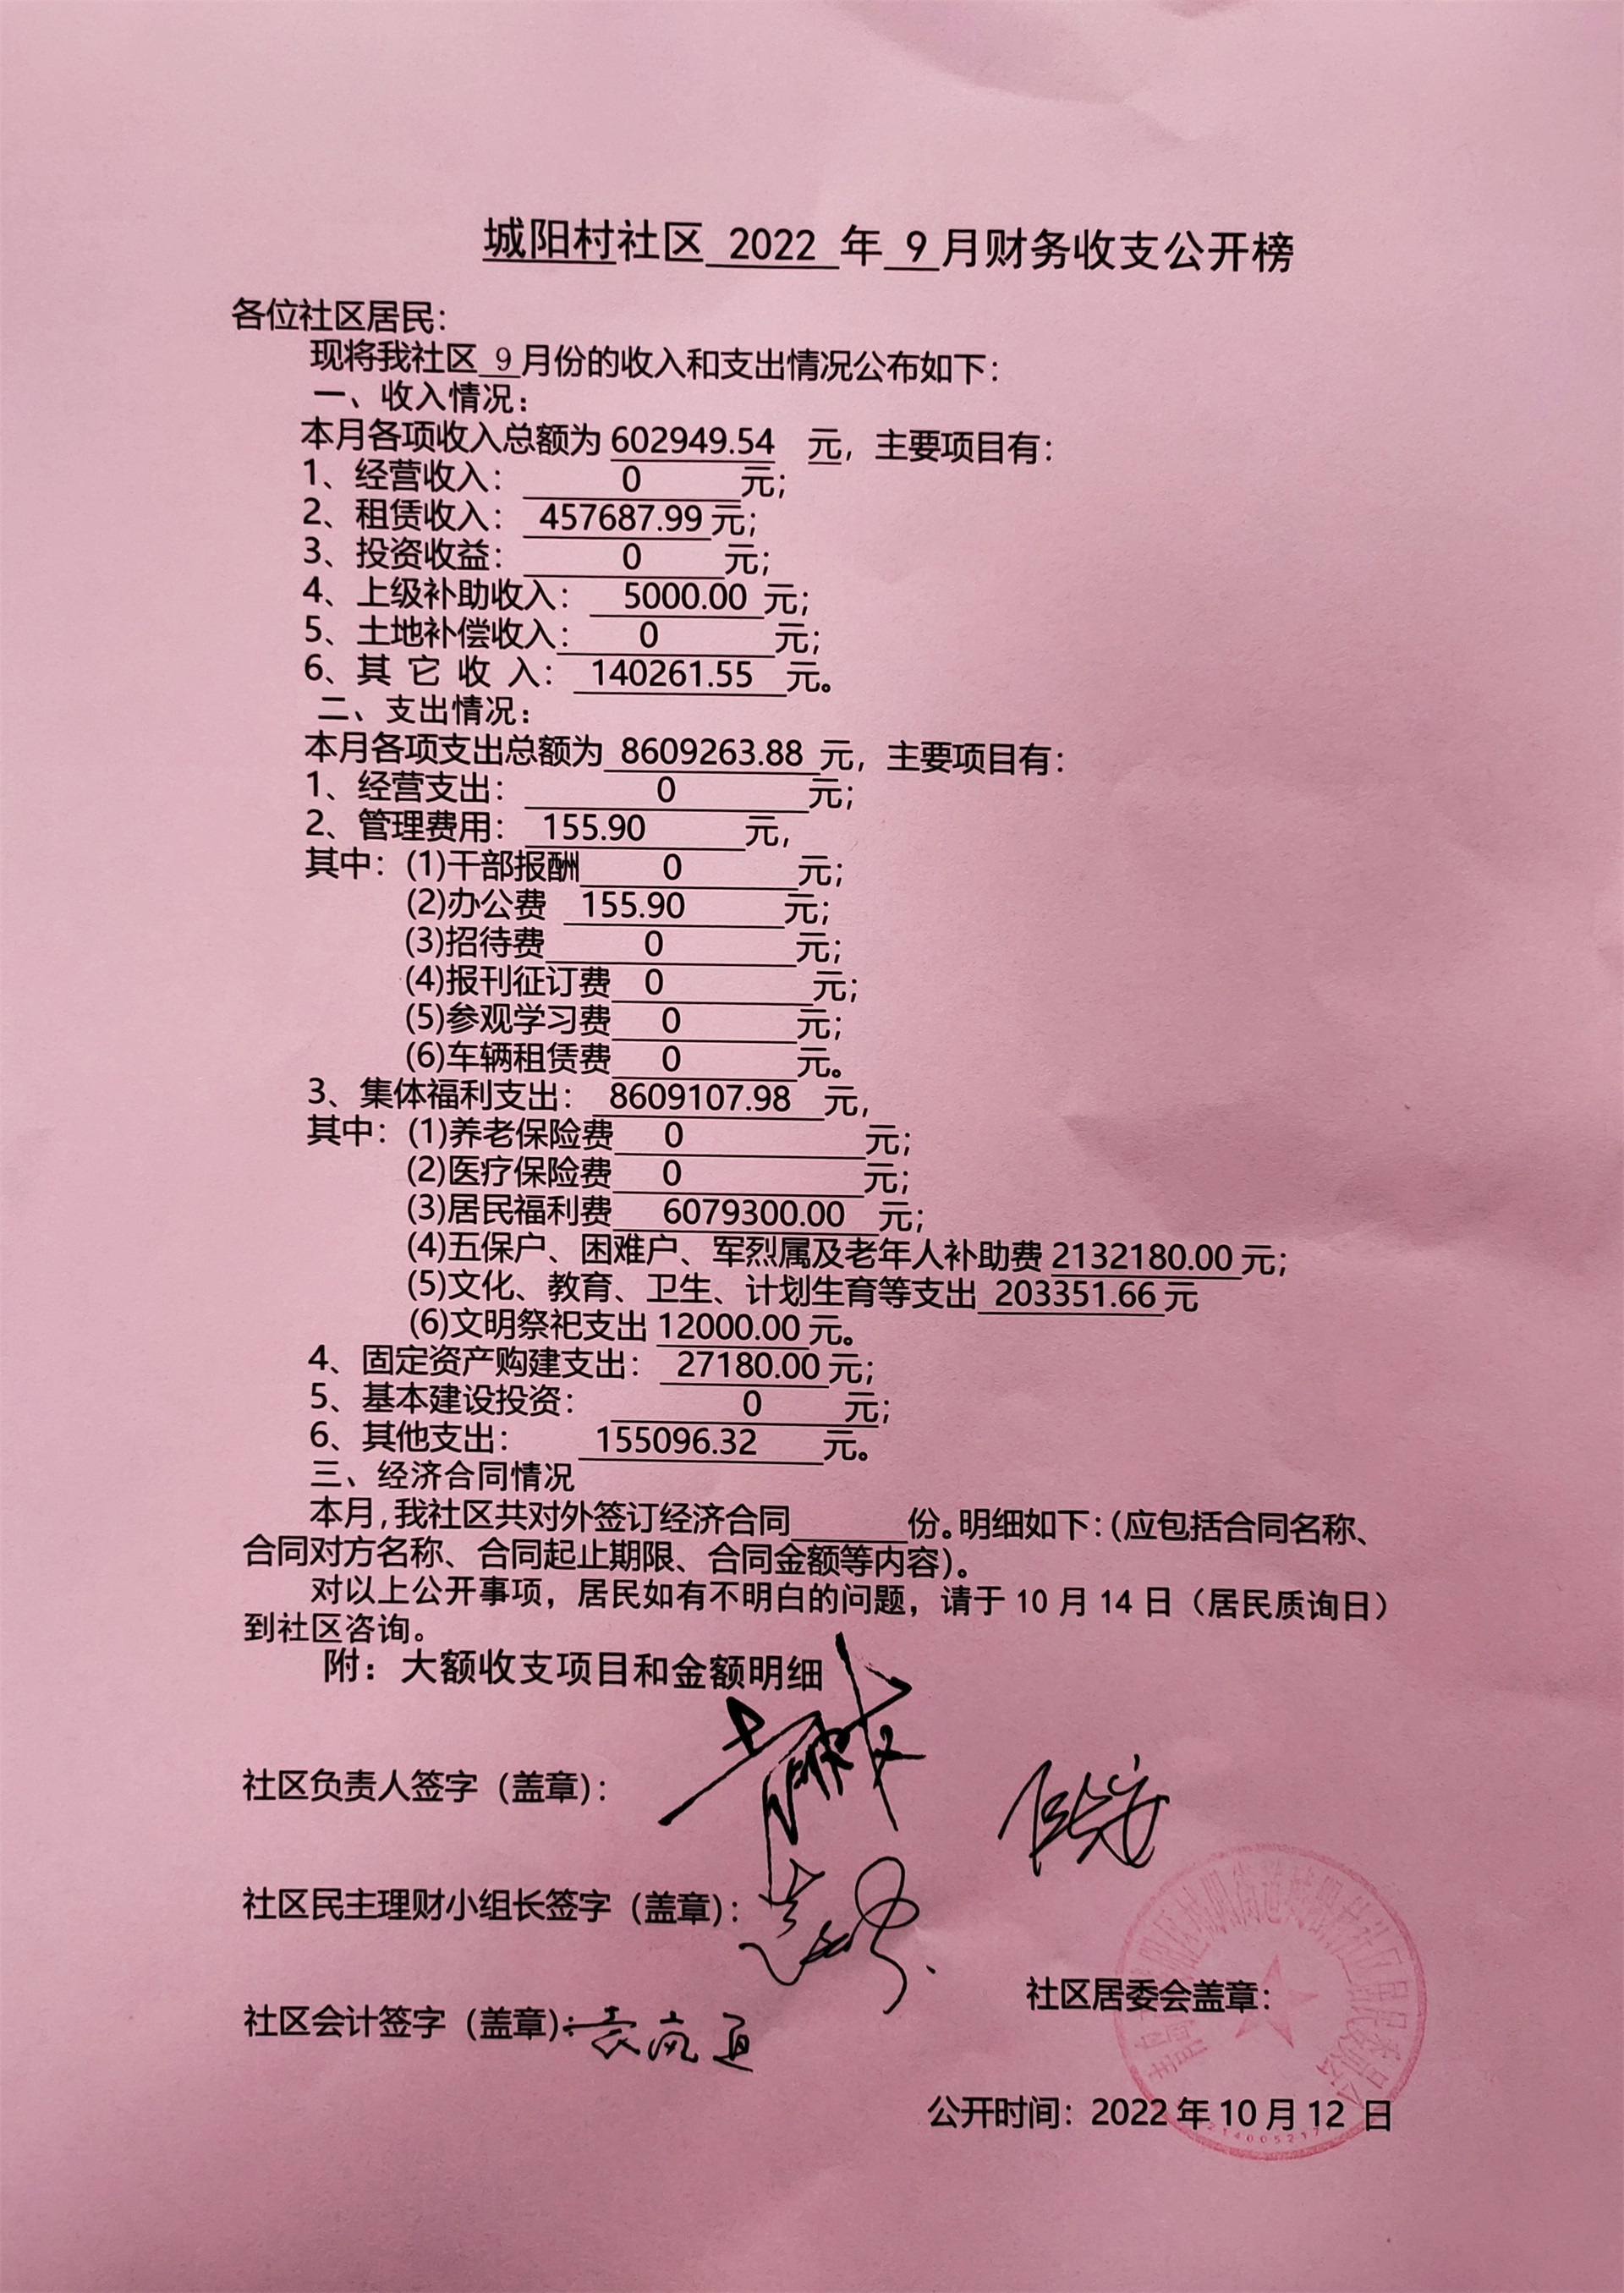 城阳村社区 2022 年 9 月财务收支公开榜
各位社区居民：
现将我社区 9 月份的收入和支出情况公布如下：
一、收入情况：
本月各项收入总额为 602949.54 元，主要项目有：
1、经营收入： 0 元；
2、租赁收入： 457687.99 元；
3、投资收益： 0 元；
4、上级补助收入： 5000.00 元；
5、土地补偿收入： 0 元；
6、其 它 收 入： 140261.55 元。
二、支出情况：
本月各项支出总额为 8609263.88 元，主要项目有：
1、经营支出： 0 元；
2、管理费用： 155.90 元，
其中：(1)干部报酬 0 元；
(2)办公费 155.90 元；
(3)招待费 0 元；
(4)报刊征订费 0 元；
(5)参观学习费 0 元；
(6)车辆租赁费 0 元。
3、集体福利支出： 8609107.98 元，
其中：(1)养老保险费 0 元；
(2)医疗保险费 0 元；
(3)居民福利费 6079300.00 元；
(4)五保户、困难户、军烈属及老年人补助费 2132180.00 元；
(5)文化、教育、卫生、计划生育等支出 203351.66 元
(6)文明祭祀支出 12000.00 元。
4、固定资产购建支出： 27180.00 元；
5、基本建设投资： 0 元；
6、其他支出： 155096.32 元。
三、经济合同情况
本月，我社区共对外签订经济合同 份。明细如下：（应包括合同名称、
合同对方名称、合同起止期限、合同金额等内容）。
对以上公开事项，居民如有不明白的问题，请于 10 月 14 日（居民质询日）
到社区咨询。
附：大额收支项目和金额明细
社区负责人签字（盖章）：
社区民主理财小组长签字（盖章）：
社区居委会盖章：
社区会计签字（盖章）：
公开时间：2022 年 10 月 12 日